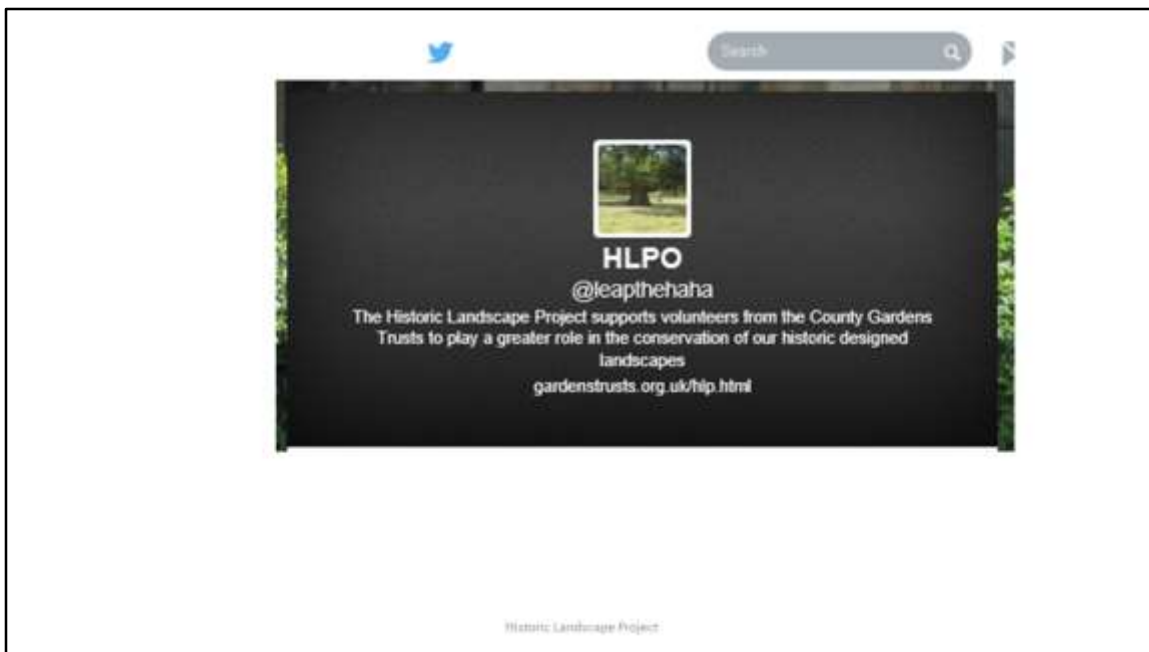 Search
HLPO
@leapthehaha
The Historic Landscape Project supports volunteers from the County Gardens
Trusts to play a greater role in the conservation of our historic designed
landscapes
gardenstrusts.org.uk/hlp.html
Historic Landscape Project